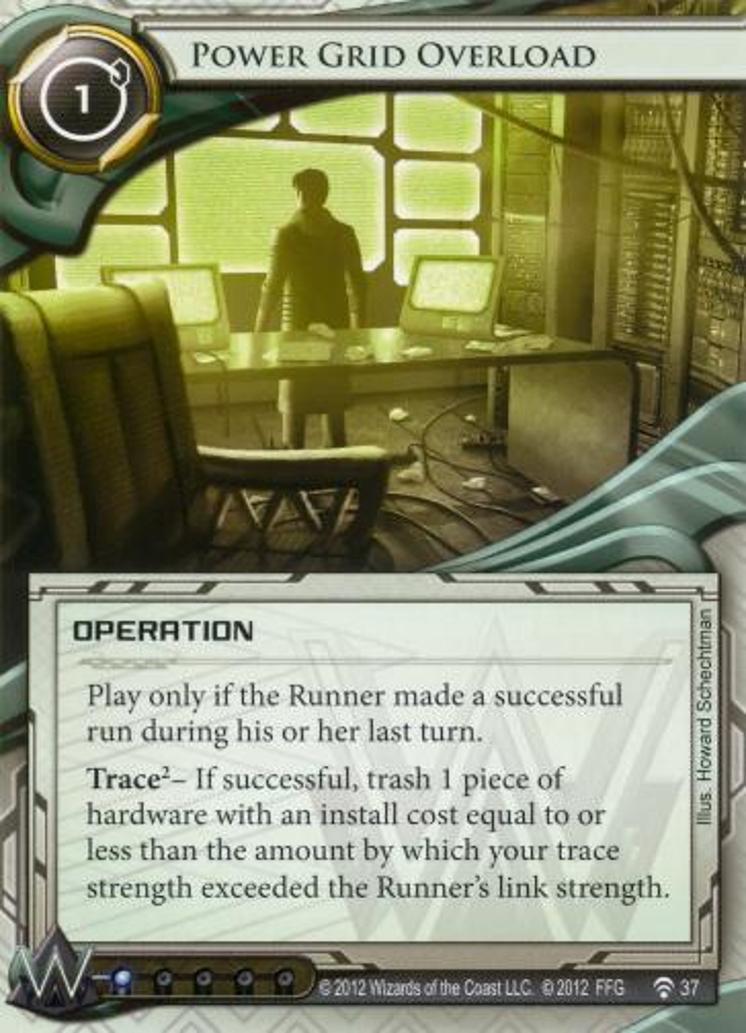 1
POWER GRID OVERLOAD
OPERATION
Play only if the Runner made a successful
run during his or her last turn.
Trace²– If successful, trash 1 piece of
hardware with an install cost equal to or
less than the amount by which your trace
strength exceeded the Runner's link strength.
Illus. Howard Schechtman
W
© 2012 Wizards of the Coast LLC. © 2012 FFG
37